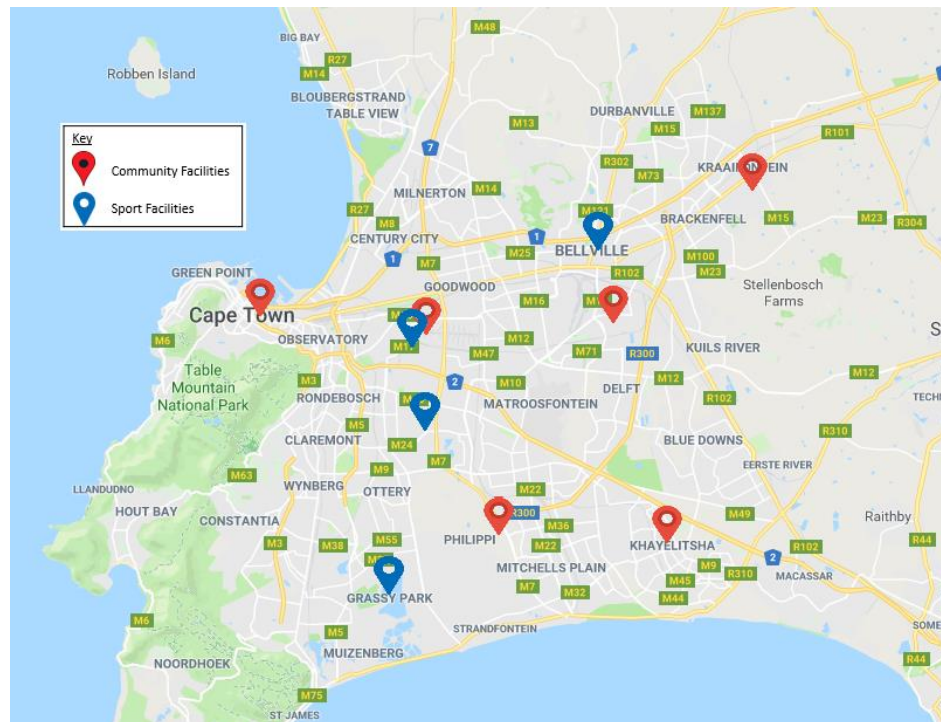 M48
BIG BAY
R27
M14
Robben Island
BLOUBERGSTRAND
TABLE VIEW
DURBANVILLE
M137
M13
M15
R101
Key
Community Facilities
Sport Facilities
7
R302
M73
KRAAIFONTEIN
MILNERTON
M14
R27
M8
M131
BRACKENFELL
M15
M23
R304
CENTURY CITY
1
BELLVILLE
1
M7
M25
M100
M23
R102
GREEN POINT
GOODWOOD
Stellenbosch
Farms
Cape Town
M16
OBSERVATORY
M12
M47
M71
R300
KUILS RIVER
M6
Table
Mountain
National Park
M3
2
M10
DELFT
M12
M12
RONDEBOSCH
MATROOSFONTEIN
R102
M5
CLAREMONT
M24
R310
BLUE DOWNS
M7
M9
M63
EERSTE RIVER
WYNBERG
OTTERY
LLANDUDNO
M22
HOUT BAY
CONSTANTIA
R300
M49
Raithby
M36
M3
M38
M55
PHILIPPI
M22
KHAYELITSHA
R102
R44
2
MITCHELLS PLAIN
M9
R310
MACASSAR
M45
M7
M32
M44
GRASSY PARK
M6
M5
STRANDFONTEIN
MUIZENBERG
NOORDHOEK
R44
M75
ST JAMES